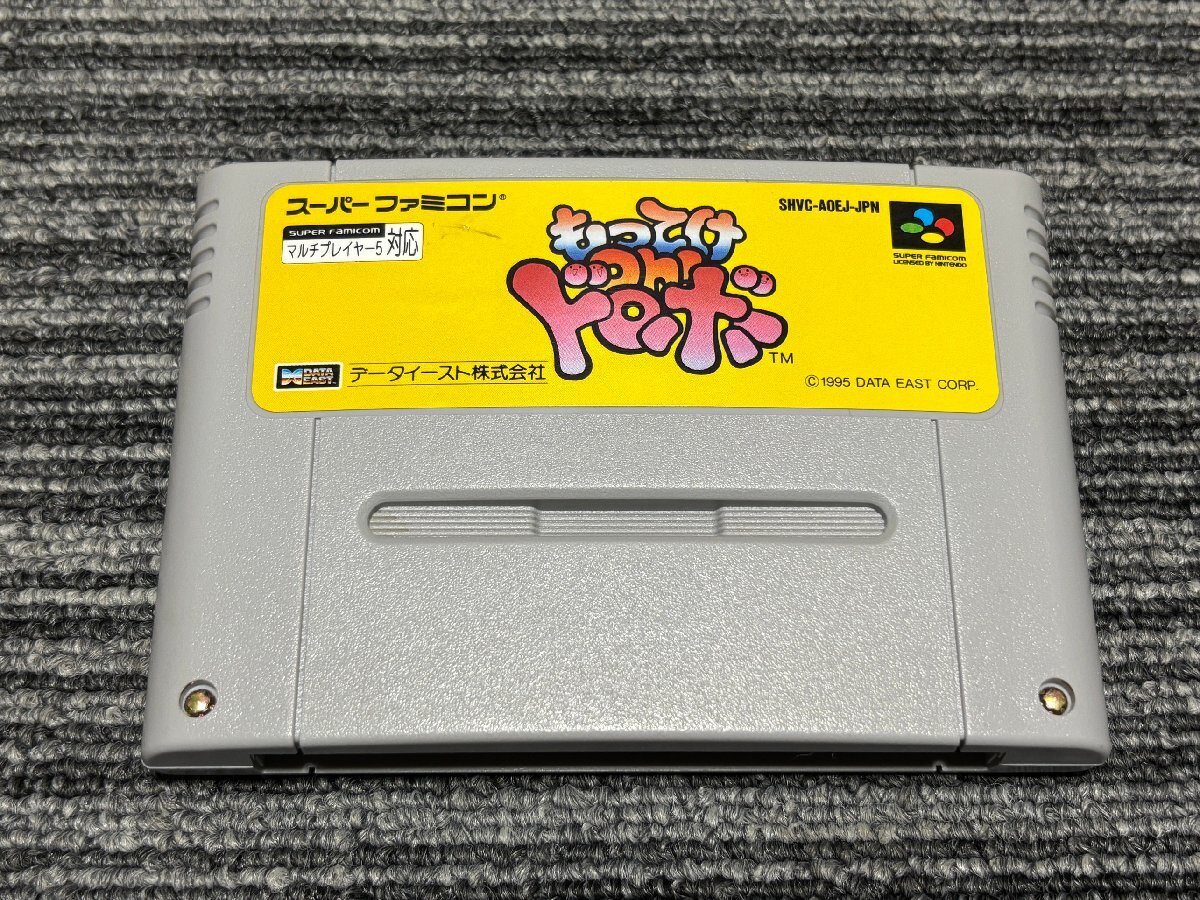 スーパーファミコン®
SUPER FAMICOM
マルチプレイヤー5 対応
もってけ
Oh!
ドロボー
TM
SHVC-AOEJ-JPN
SUPER FAMICOM
LICENSED BY NINTENDO
DATA EAST
データイースト株式会社
©1995 DATA EAST CORP.